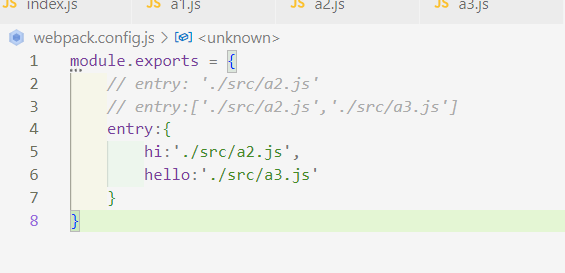 JS index.js JS a1.js JS a2.js JS a3.js
webpack.config.js > <unknown>
1 module.exports = {
2 // entry: './src/a2.js'
3 // entry:['./src/a2.js','./src/a3.js']
4 entry:{
5 hi:'./src/a2.js',
6 hello:'./src/a3.js'
7 }
8 }